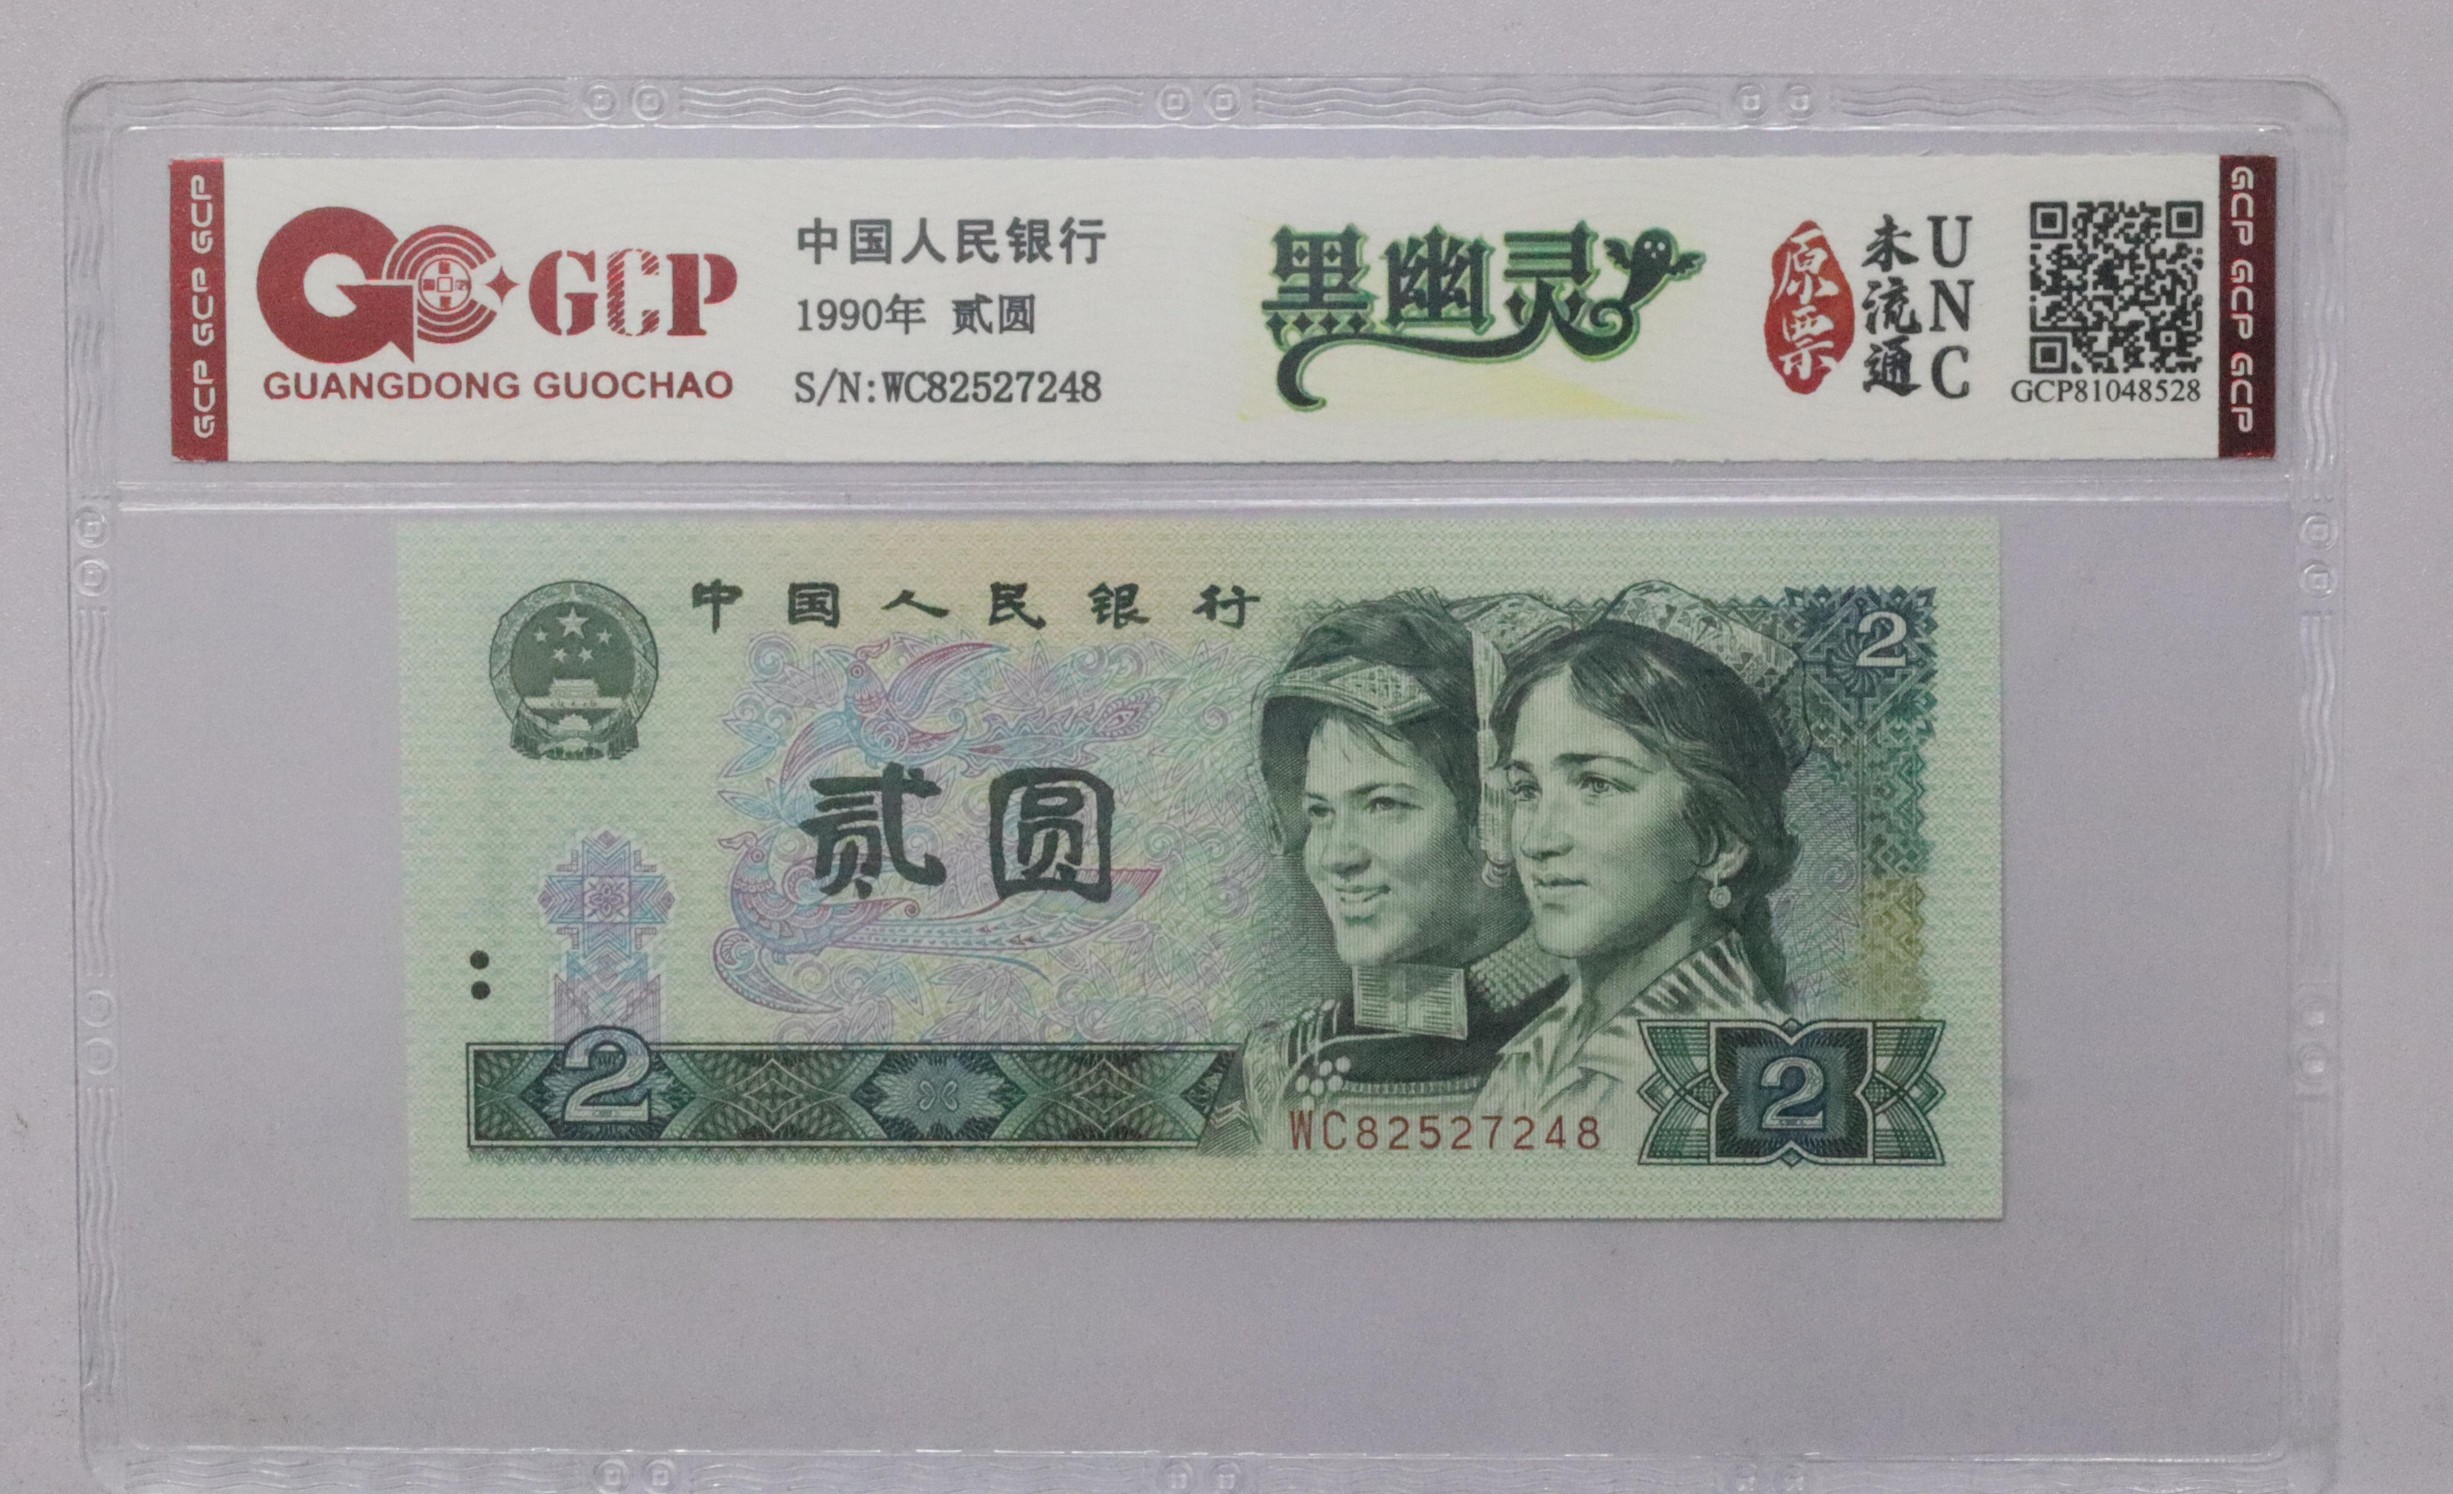 GCP GCP GCP
GCP
GUANGDONG GUOCHAO
中国人民银行
1990年 贰圆
S/N:WC82527248
黑幽灵
原票
未流通
UNC
GCP81048528
GCP GCP GCP
中国人民银行
2
贰圆
2
WC82527248
2